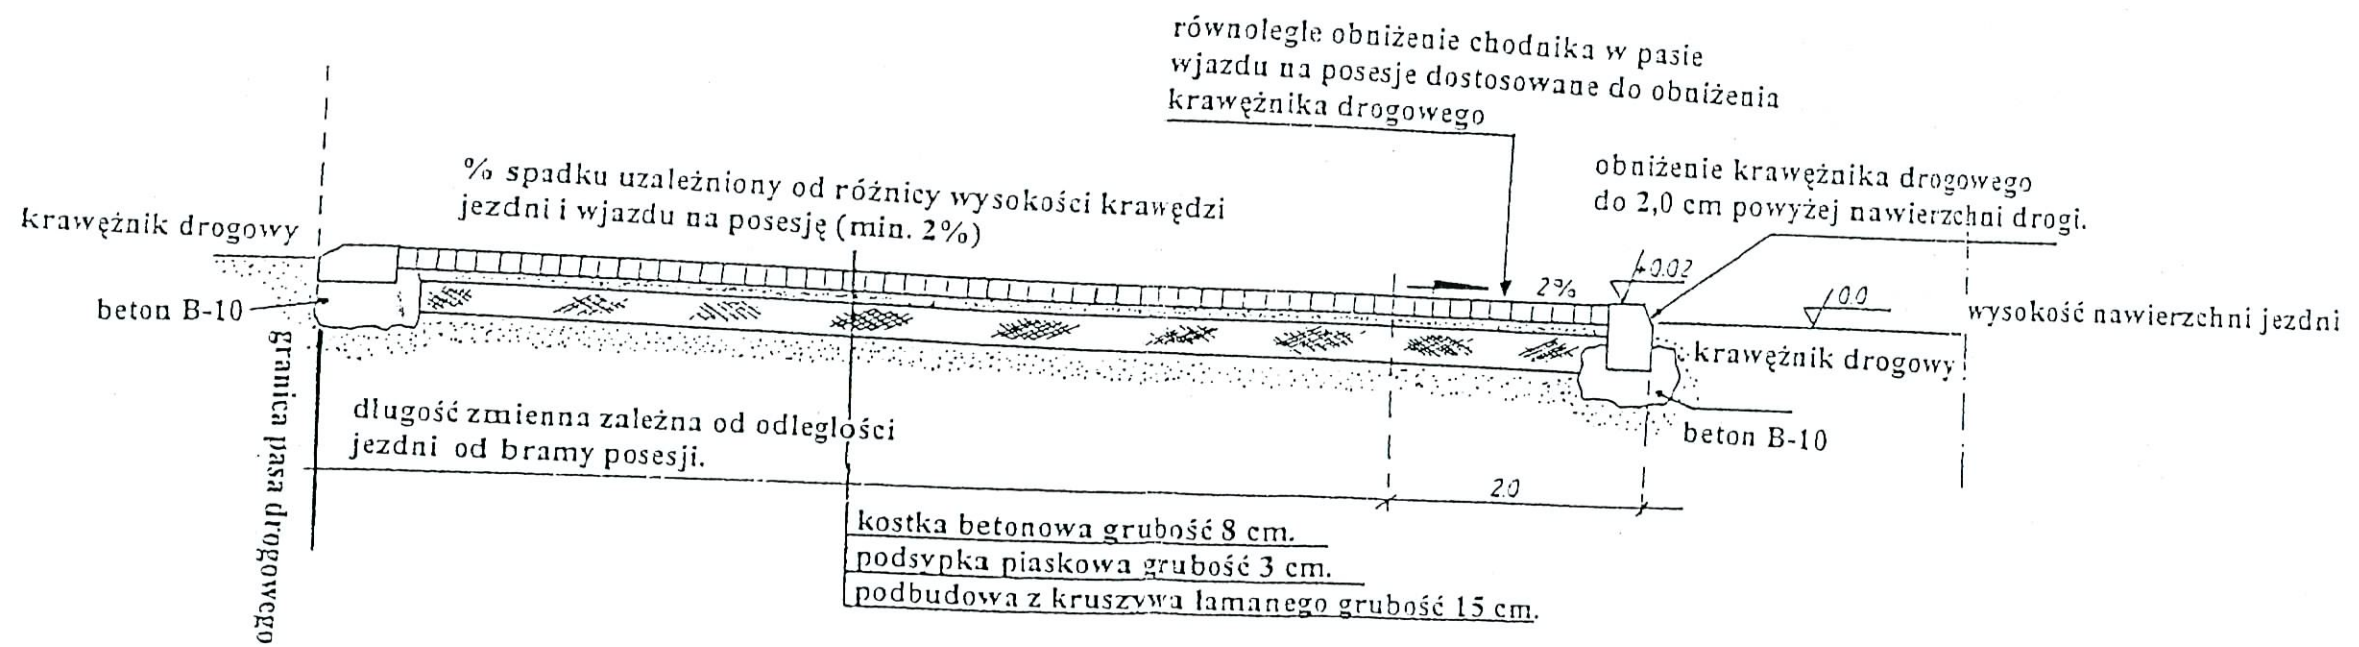 równoległe obniżenie chodnika w pasie
wjazdu na posesje dostosowane do obniżenia
krawężnika drogowego
% spadku uzależniony od różnicy wysokości krawędzi
jezdni i wjazdu na posesję (min. 2%)
obniżenie krawężnika drogowego
do 2,0 cm powyżej nawierzchni drogi.
krawężnik drogowy
beton B-10
granica pasa drogowego
2%
+0.02
0.0
wysokość nawierzchni jezdni
krawężnik drogowy
beton B-10
długość zmienna zależna od odległości
jezdni od bramy posesji.
2.0
kostka betonowa grubość 8 cm.
podsypka piaskowa grubość 3 cm.
podbudowa z kruszywa łamanego grubość 15 cm.